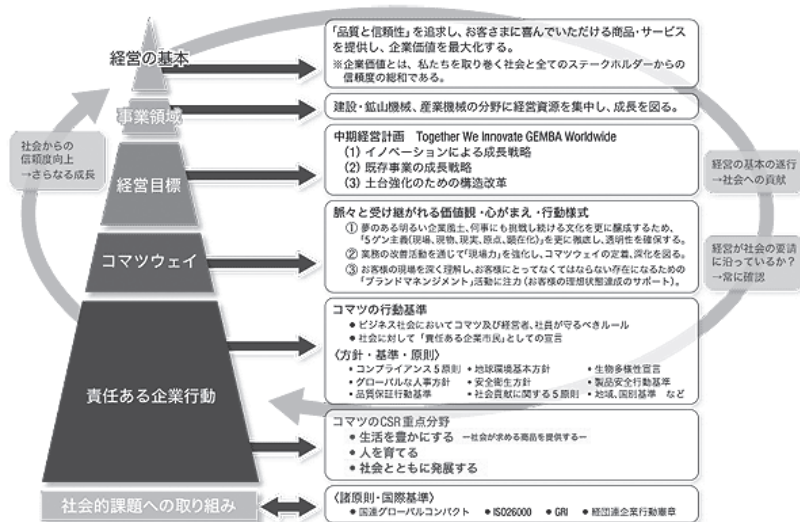 経営の基本
「品質と信頼性」を追求し、お客さまに喜んでいただける商品・サービス
を提供し、企業価値を最大化する。
※企業価値とは、私たちを取り巻く社会と全てのステークホルダーからの
信頼度の総和である。
事業領域
建設・鉱山機械、産業機械の分野に経営資源を集中し、成長を図る。
社会からの
信頼度向上
→さらなる成長
経営目標
中期経営計画 Together We Innovate GEMBA Worldwide
(1) イノベーションによる成長戦略
(2) 既存事業の成長戦略
(3) 土台強化のための構造改革
経営の基本の遂行
→社会への貢献
コマツウェイ
脈々と受け継がれる価値観・心がまえ・行動様式
① 夢のある明るい企業風土、何事にも挑戦し続ける文化を更に醸成するため、
「5ゲン主義(現場、現物、現実、原点、顕在化)」を更に徹底し、透明性を確保する。
② 業務の改善活動を通じて「現場力」を強化し、コマツウェイの定着、深化を図る。
③ お客様の現場を深く理解し、お客様にとってなくてはならない存在になるための
「ブランドマネンジメント」活動に注力(お客様の理想状態達成のサポート)。
経営が社会の要請
に沿っているか?
→常に確認
責任ある企業行動
コマツの行動基準
● ビジネス社会においてコマツ及び経営者、社員が守るべきルール
● 社会に対して「責任ある企業市民」としての宣言
〈方針・基準・原則〉
・コンプライアンス5原則 ・地球環境基本方針 ・生物多様性宣言
・グローバルな人事方針 ・安全衛生方針 ・製品安全行動基準
・品質保証行動基準 ・社会貢献に関する5原則 ・地域、国別基準 など
コマツのCSR重点分野
● 生活を豊かにする −社会が求める商品を提供する−
● 人を育てる
● 社会とともに発展する
社会的課題への取り組み
〈諸原則・国際基準〉
● 国連グローバルコンパクト ● ISO26000 ● GRI ● 経団連企業行動憲章